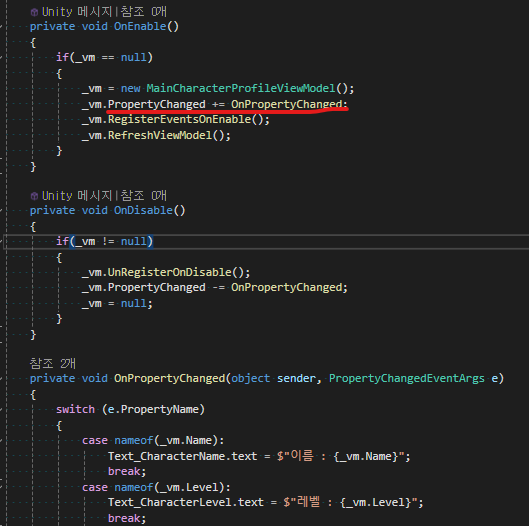 Unity 메시지|참조 0개
private void OnEnable()
{
if(_vm == null)
{
_vm = new MainCharacterProfileViewModel();
_vm.PropertyChanged += OnPropertyChanged;
_vm.RegisterEventsOnEnable();
_vm.RefreshViewModel();
}
}
Unity 메시지|참조 0개
private void OnDisable()
{
if(_vm != null)
{
_vm.UnRegisterOnDisable();
_vm.PropertyChanged -= OnPropertyChanged;
_vm = null;
}
}
참조 2개
private void OnPropertyChanged(object sender, PropertyChangedEventArgs e)
{
switch (e.PropertyName)
{
case nameof(_vm.Name):
Text_CharacterName.text = $"이름 : {_vm.Name}";
break;
case nameof(_vm.Level):
Text_CharacterLevel.text = $"레벨 : {_vm.Level}";
break;